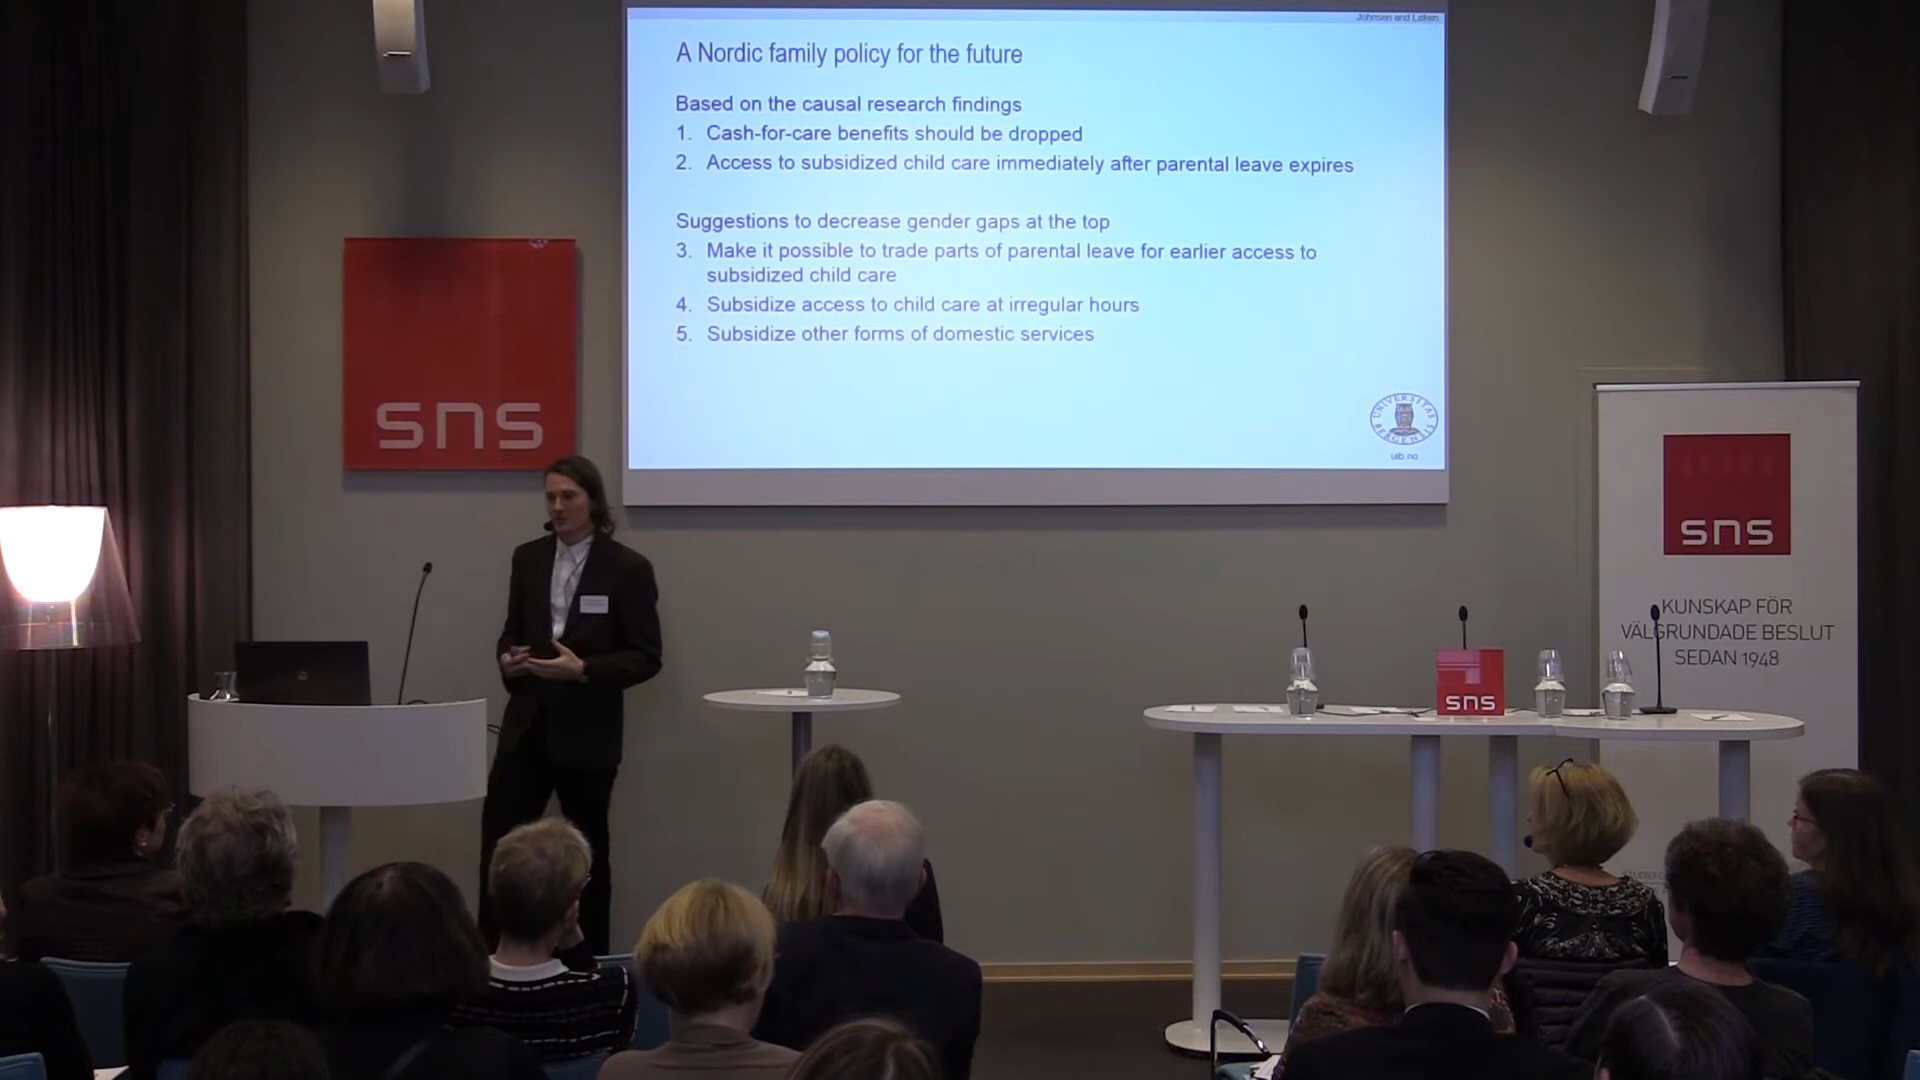 Johnsen and Løken
A Nordic family policy for the future
Based on the causal research findings
1. Cash-for-care benefits should be dropped
2. Access to subsidized child care immediately after parental leave expires
Suggestions to decrease gender gaps at the top
3. Make it possible to trade parts of parental leave for earlier access to
subsidized child care
4. Subsidize access to child care at irregular hours
5. Subsidize other forms of domestic services
UNIVERSITAS
BERGENSIS
uib.no
sns
sns
KUNSKAP FÖR
VÄLGRUNDADE BESLUT
SEDAN 1948
sns